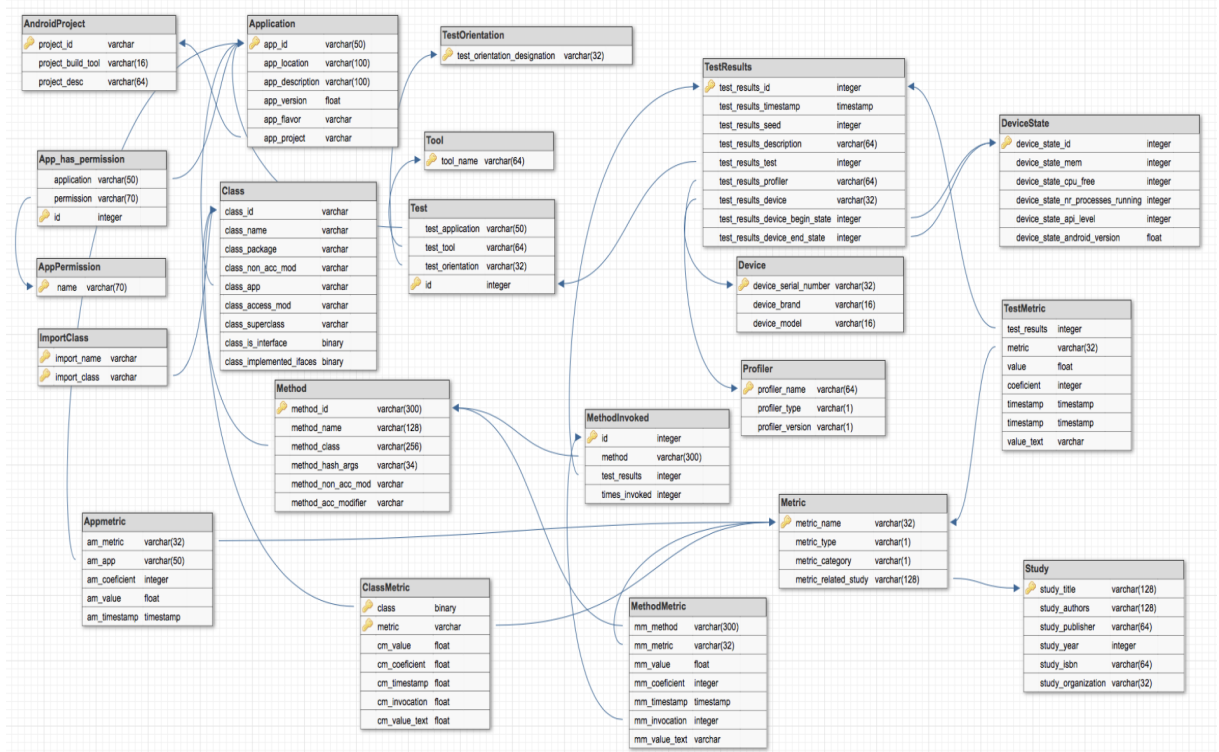 AndroidProject
project_id varchar
project_build_tool varchar(16)
project_desc varchar(64)
Application
app_id varchar(50)
app_location varchar(100)
app_description varchar(100)
app_version float
app_flavor varchar
app_project varchar
TestOrientation
test_orientation_designation varchar(32)
TestResults
test_results_id integer
test_results_timestamp timestamp
test_results_seed integer
test_results_description varchar(64)
test_results_test integer
test_results_profiler varchar(64)
test_results_device varchar(32)
test_results_device_begin_state integer
test_results_device_end_state integer
DeviceState
device_state_id integer
device_state_mem integer
device_state_cpu_free integer
device_state_nr_processes_running integer
device_state_api_level integer
device_state_android_version float
Tool
tool_name varchar(64)
App_has_permission
application varchar(50)
permission varchar(70)
id integer
Class
class_id varchar
class_name varchar
class_package varchar
class_non_acc_mod varchar
class_app varchar
class_access_mod varchar
class_superclass varchar
class_is_interface binary
class_implemented_ifaces binary
Test
test_application varchar(50)
test_tool varchar(64)
test_orientation varchar(32)
id integer
AppPermission
name varchar(70)
Device
device_serial_number varchar(32)
device_brand varchar(16)
device_model varchar(16)
TestMetric
test_results integer
metric varchar(32)
value float
coeficient integer
timestamp timestamp
timestamp timestamp
value_text varchar
ImportClass
import_name varchar
import_class varchar
Profiler
profiler_name varchar(64)
profiler_type varchar(1)
profiler_version varchar(1)
Method
method_id varchar(300)
method_name varchar(128)
method_class varchar(256)
method_hash_args varchar(34)
method_non_acc_mod varchar
method_acc_modifier varchar
MethodInvoked
id integer
method varchar(300)
test_results integer
times_invoked integer
Metric
metric_name varchar(32)
metric_type varchar(1)
metric_category varchar(1)
metric_related_study varchar(128)
Appmetric
am_metric varchar(32)
am_app varchar(50)
am_coeficient integer
am_value float
am_timestamp timestamp
Study
study_title varchar(128)
study_authors varchar(128)
study_publisher varchar(64)
study_year integer
study_isbn varchar(64)
study_organization varchar(32)
ClassMetric
class binary
metric varchar
cm_value float
cm_coeficient float
cm_timestamp float
cm_invocation float
cm_value_text float
MethodMetric
mm_method varchar(300)
mm_metric varchar(32)
mm_value float
mm_coeficient integer
mm_timestamp timestamp
mm_invocation integer
mm_value_text varchar